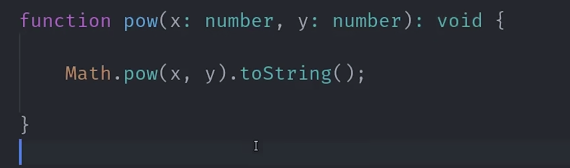 function pow(x: number, y: number): void {
    Math.pow(x, y).toString();
}